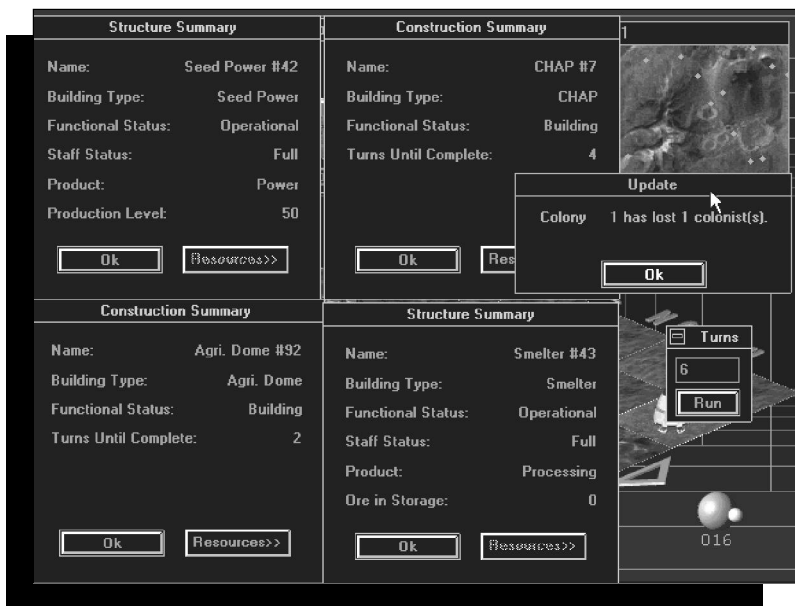 Structure Summary
Name: Seed Power #42
Building Type: Seed Power
Functional Status: Operational
Staff Status: Full
Product: Power
Production Level: 50
Ok Resources>>
Construction Summary
Name: CHAP #7
Building Type: CHAP
Functional Status: Building
Turns Until Complete: 4
Ok Res
1
Update
Colony 1 has lost 1 colonist(s).
Ok
Construction Summary
Name: Agri. Dome #92
Building Type: Agri. Dome
Functional Status: Building
Turns Until Complete: 2
Ok Resources>>
Structure Summary
Name: Smelter #43
Building Type: Smelter
Functional Status: Operational
Staff Status: Full
Product: Processing
Ore in Storage: 0
Ok Resources>>
Turns
6
Run
016